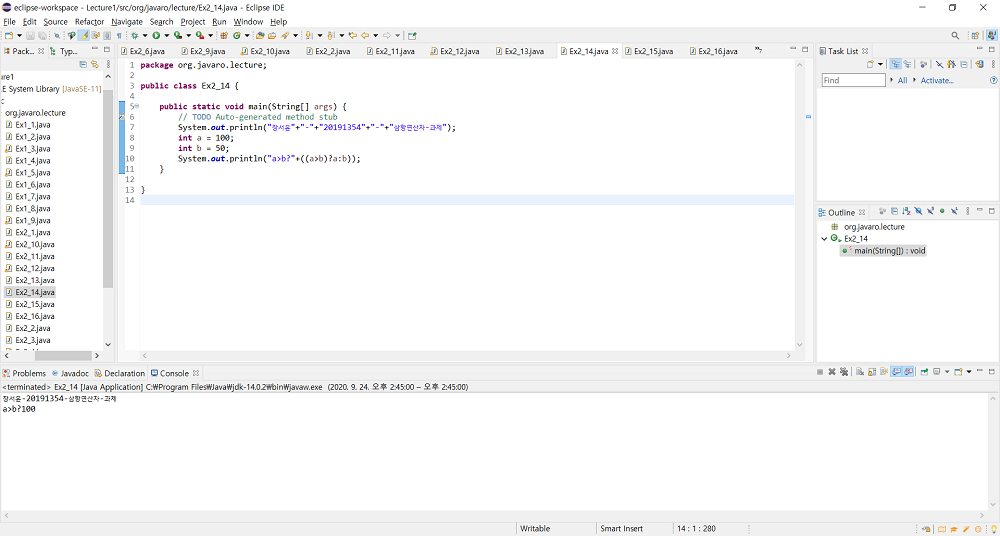 eclipse-workspace - Lecture1/src/org/javaro/lecture/Ex2_14.java - Eclipse IDE
File Edit Source Refactor Navigate Search Project Run Window Help
Pack... Typ...
Ex2_6.java Ex2_9.java Ex2_10.java Ex2_2.java Ex2_11.java Ex2_12.java Ex2_13.java Ex2_14.java Ex2_15.java Ex2_16.java
Task List
Find All Activate...
re1
E System Library [JavaSE-11]
c
org.javaro.lecture
Ex1_1.java
Ex1_2.java
Ex1_3.java
Ex1_4.java
Ex1_5.java
Ex1_6.java
Ex1_7.java
Ex1_8.java
Ex1_9.java
Ex2_1.java
Ex2_10.java
Ex2_11.java
Ex2_12.java
Ex2_13.java
Ex2_14.java
Ex2_15.java
Ex2_16.java
Ex2_2.java
Ex2_3.java
1 package org.javaro.lecture;
2
3 public class Ex2_14 {
4
5 public static void main(String[] args) {
6 // TODO Auto-generated method stub
7 System.out.println("장서윤"+"-"+"20191354"+"-"+"삼항연산자-과제");
8 int a = 100;
9 int b = 50;
10 System.out.println("a>b?"+((a>b)?a:b));
11 }
12
13 }
14
Outline
org.javaro.lecture
Ex2_14
main(String[]) : void
Problems Javadoc Declaration Console
<terminated> Ex2_14 [Java Application] C:₩Program Files₩Java₩jdk-14.0.2₩bin₩javaw.exe (2020. 9. 24. 오후 2:45:00 – 오후 2:45:00)
장서윤-20191354-삼항연산자-과제
a>b?100
Writable Smart Insert 14 : 1 : 280